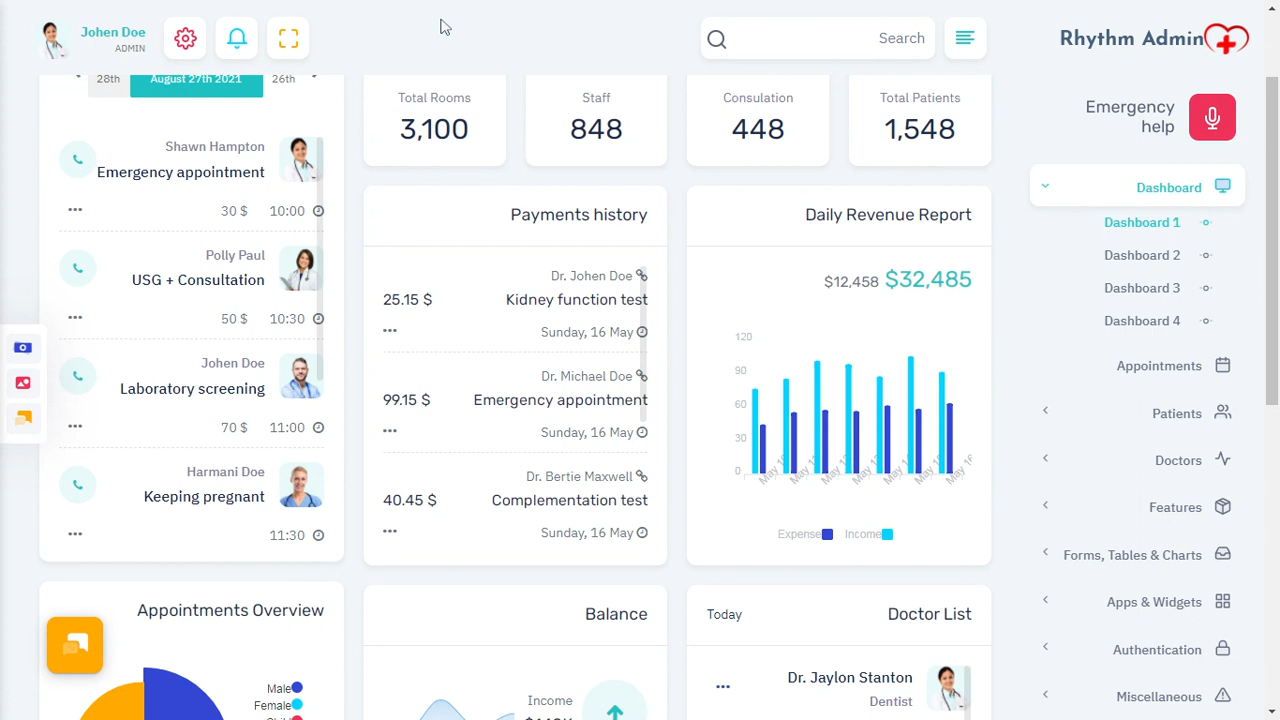 Johen Doe
ADMIN
Search
Rhythm Admin
28th
August 27th 2021
26th
Shawn Hampton
Emergency appointment
30 $
10:00
Polly Paul
USG + Consultation
50 $
10:30
Johen Doe
Laboratory screening
70 $
11:00
Harmani Doe
Keeping pregnant
11:30
Total Rooms
3,100
Staff
848
Consulation
448
Total Patients
1,548
Payments history
Dr. Johen Doe
25.15 $
Kidney function test
Sunday, 16 May
Dr. Michael Doe
99.15 $
Emergency appointment
Sunday, 16 May
Dr. Bertie Maxwell
40.45 $
Complementation test
Sunday, 16 May
Daily Revenue Report
$12,458 $32,485
120
90
60
30
0
Expense
Income
Appointments Overview
Male
Female
Balance
Income
Today
Doctor List
Dr. Jaylon Stanton
Dentist
Emergency
help
Dashboard
Dashboard 1
Dashboard 2
Dashboard 3
Dashboard 4
Appointments
Patients
Doctors
Features
Forms, Tables & Charts
Apps & Widgets
Authentication
Miscellaneous